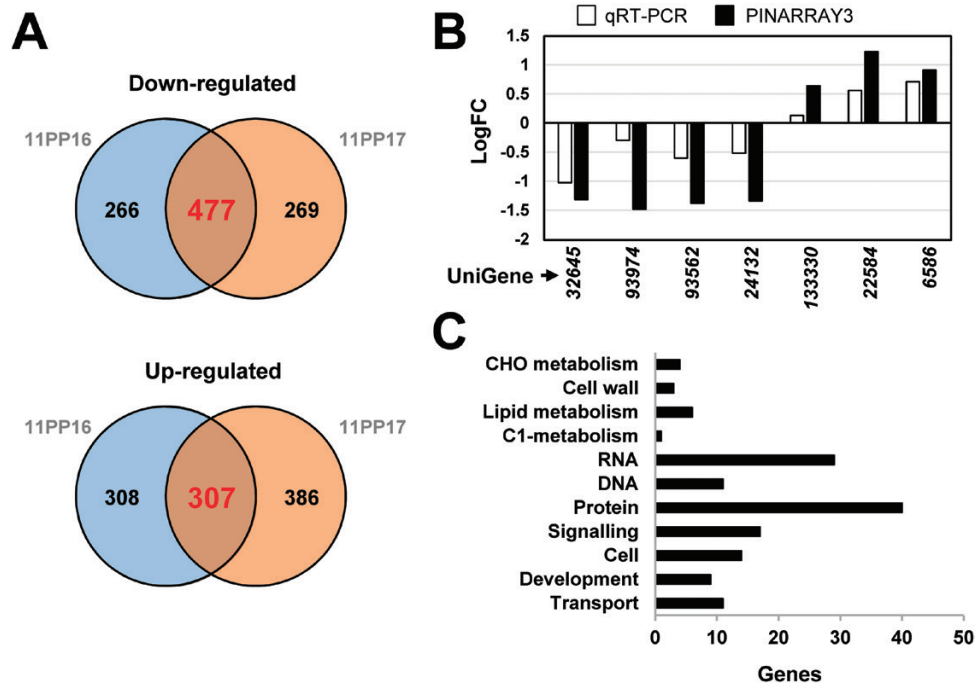 A
Down-regulated
11PP16
11PP17
266
477
269
Up-regulated
11PP16
11PP17
308
307
386
B
qRT-PCR PINARRAY3
LogFC
1.5
1
0.5
0
-0.5
-1
-1.5
-2
UniGene
32645
93974
93562
24132
133330
22584
6586
C
CHO metabolism
Cell wall
Lipid metabolism
C1-metabolism
RNA
DNA
Protein
Signalling
Cell
Development
Transport
0 10 20 30 40 50
Genes